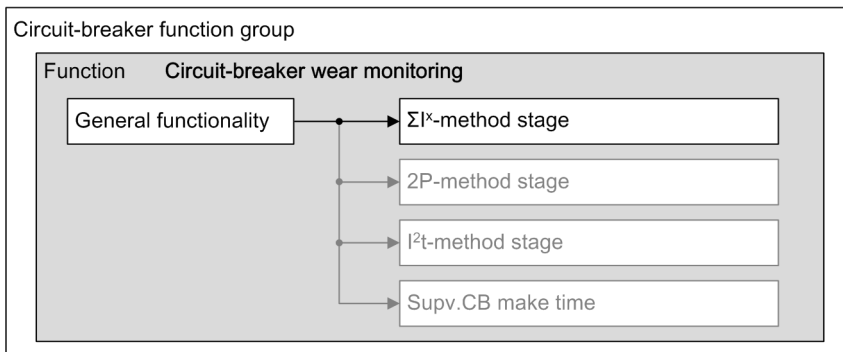 Circuit-breaker function group
Function Circuit-breaker wear monitoring
General functionality
ΣIˣ-method stage
2P-method stage
I²t-method stage
Supv.CB make time